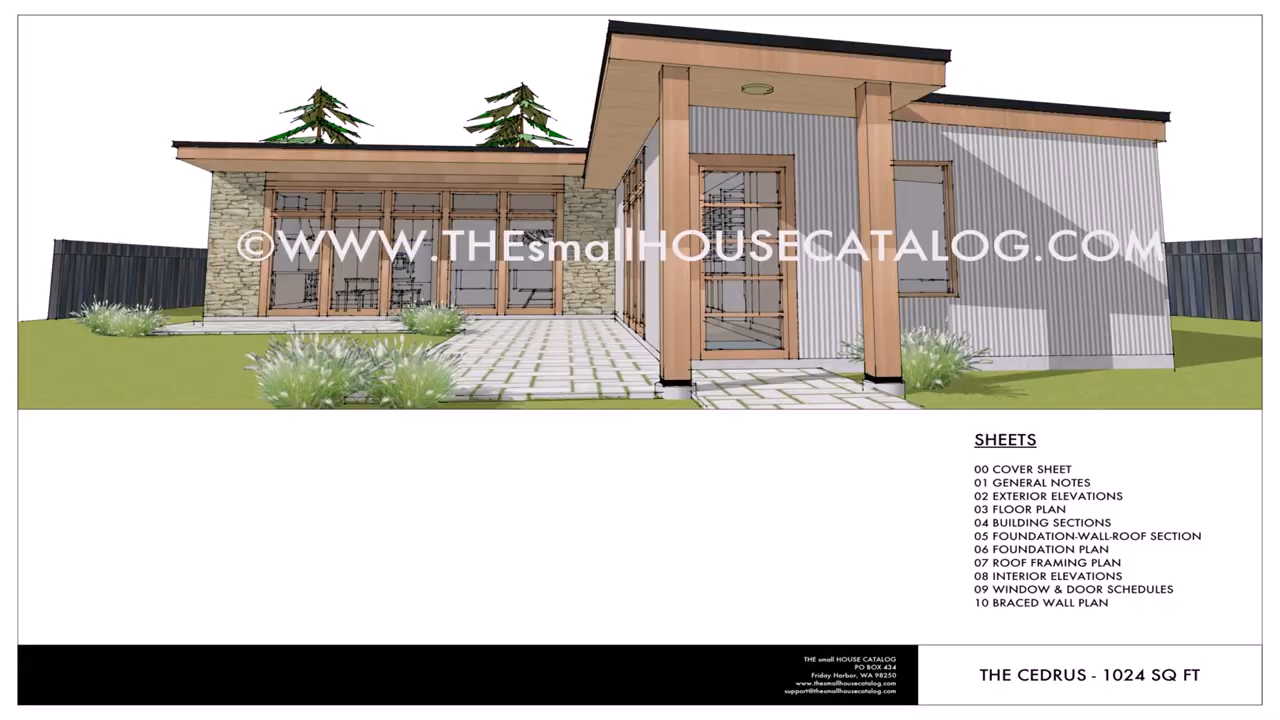 ©WWW.THEsmallHOUSECATALOG.COM
SHEETS
00 COVER SHEET
01 GENERAL NOTES
02 EXTERIOR ELEVATIONS
03 FLOOR PLAN
04 BUILDING SECTIONS
05 FOUNDATION-WALL-ROOF SECTION
06 FOUNDATION PLAN
07 ROOF FRAMING PLAN
08 INTERIOR ELEVATIONS
09 WINDOW & DOOR SCHEDULES
10 BRACED WALL PLAN
THE small HOUSE CATALOG
PO BOX 434
Friday Harbor, WA 98250
www.thesmallhousecatalog.com
support@thesmallhousecatalog.com
THE CEDRUS - 1024 SQ FT